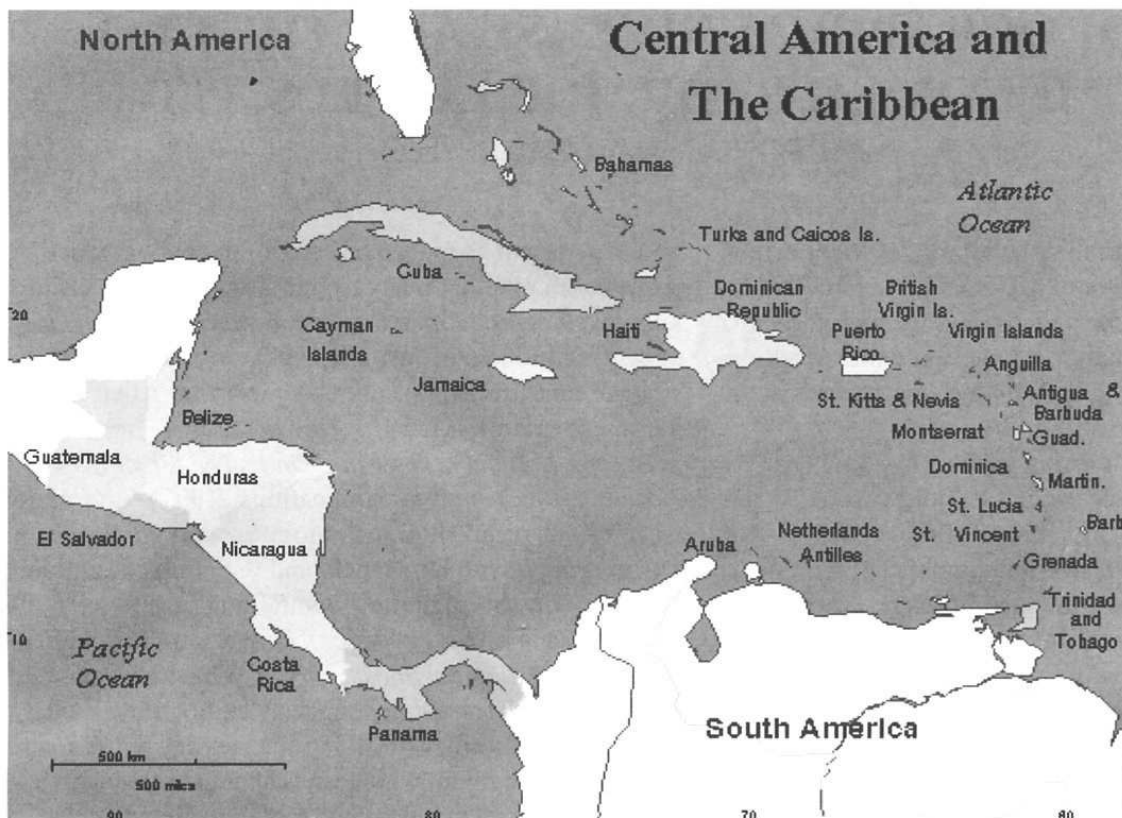 North America
Central America and
The Caribbean
Bahamas
Atlantic
Ocean
Turks and Caicos Is.
Cuba
Dominican
Republic
British
Virgin Is.
20
Cayman
Islands
Haiti
Puerto
Rico
Virgin Islands
Jamaica
Anguilla
St. Kitts & Nevis
Antigua &
Barbuda
Belize
Montserrat
Guad.
Guatemala
Honduras
Dominica
Martin.
St. Lucia
El Salvador
Nicaragua
Aruba
Netherlands
Antilles
St. Vincent
Barb
Grenada
Trinidad
and
Tobago
10
Pacific
Ocean
Costa
Rica
Panama
South America
500 km
500 miles
90
80
70
60